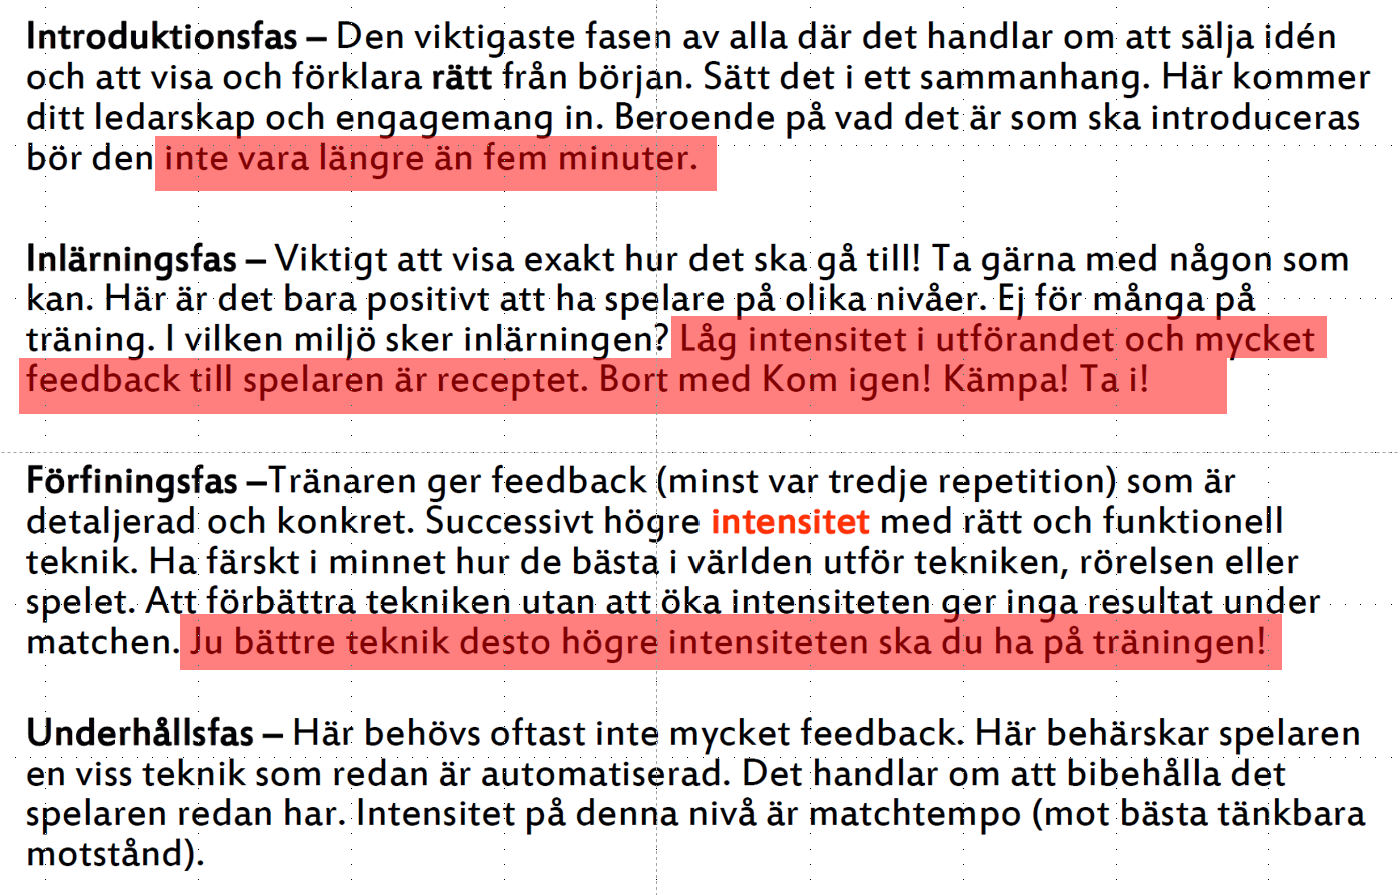 Introduktionsfas – Den viktigaste fasen av alla där det handlar om att sälja idén
och att visa och förklara rätt från början. Sätt det i ett sammanhang. Här kommer
ditt ledarskap och engagemang in. Beroende på vad det är som ska introduceras
bör den inte vara längre än fem minuter.
Inlärningsfas – Viktigt att visa exakt hur det ska gå till! Ta gärna med någon som
kan. Här är det bara positivt att ha spelare på olika nivåer. Ej för många på
träning. I vilken miljö sker inlärningen? Låg intensitet i utförandet och mycket
feedback till spelaren är receptet. Bort med Kom igen! Kämpa! Ta i!
Förfiningsfas –Tränaren ger feedback (minst var tredje repetition) som är
detaljerad och konkret. Successivt högre intensitet med rätt och funktionell
teknik. Ha färskt i minnet hur de bästa i världen utför tekniken, rörelsen eller
spelet. Att förbättra tekniken utan att öka intensiteten ger inga resultat under
matchen. Ju bättre teknik desto högre intensiteten ska du ha på träningen!
Underhållsfas – Här behövs oftast inte mycket feedback. Här behärskar spelaren
en viss teknik som redan är automatiserad. Det handlar om att bibehålla det
spelaren redan har. Intensitet på denna nivå är matchtempo (mot bästa tänkbara
motstånd).